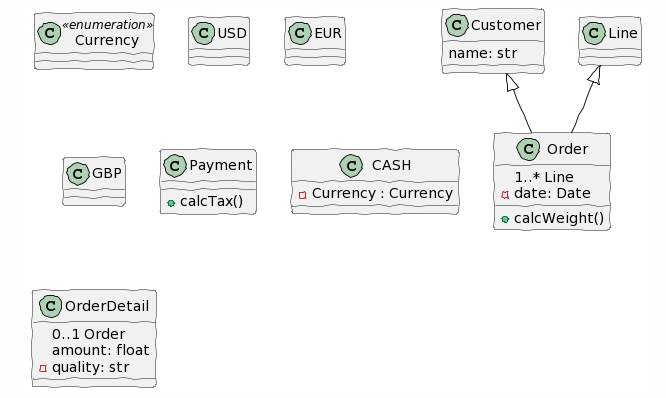 C «enumeration»
Currency
C USD
C EUR
C Customer
name: str
C Line
C GBP
C Payment
calcTax()
C CASH
Currency : Currency
C Order
1..* Line
date: Date
calcWeight()
C OrderDetail
0..1 Order
amount: float
quality: str